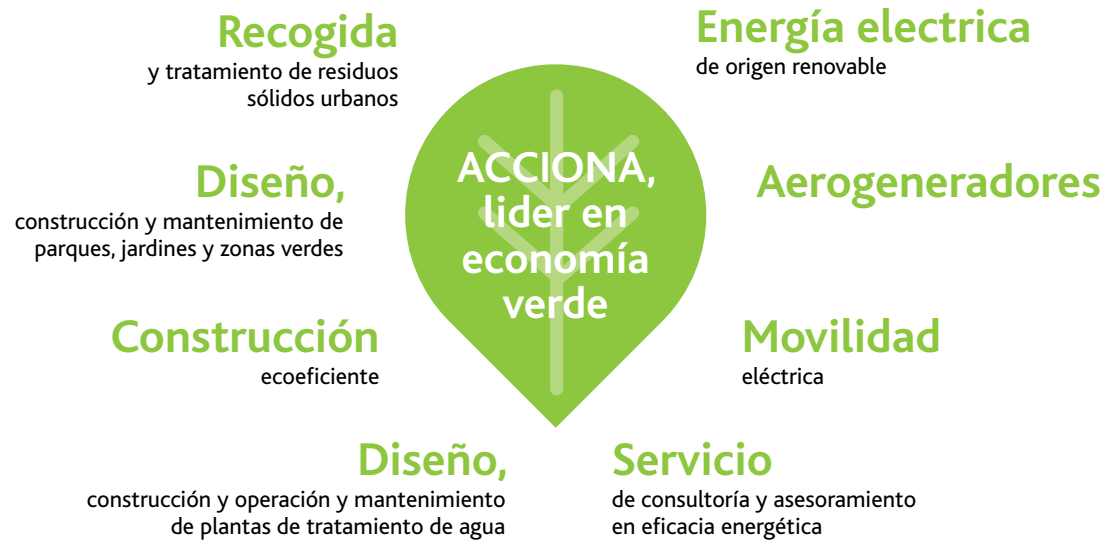 Recogida
y tratamiento de residuos
sólidos urbanos
Energía electrica
de origen renovable
ACCIONA,
lider en
economía
verde
Diseño,
construcción y mantenimiento de
parques, jardines y zonas verdes
Aerogeneradores
Construcción
ecoeficiente
Movilidad
eléctrica
Diseño,
construcción y operación y mantenimiento
de plantas de tratamiento de agua
Servicio
de consultoría y asesoramiento
en eficacia energética